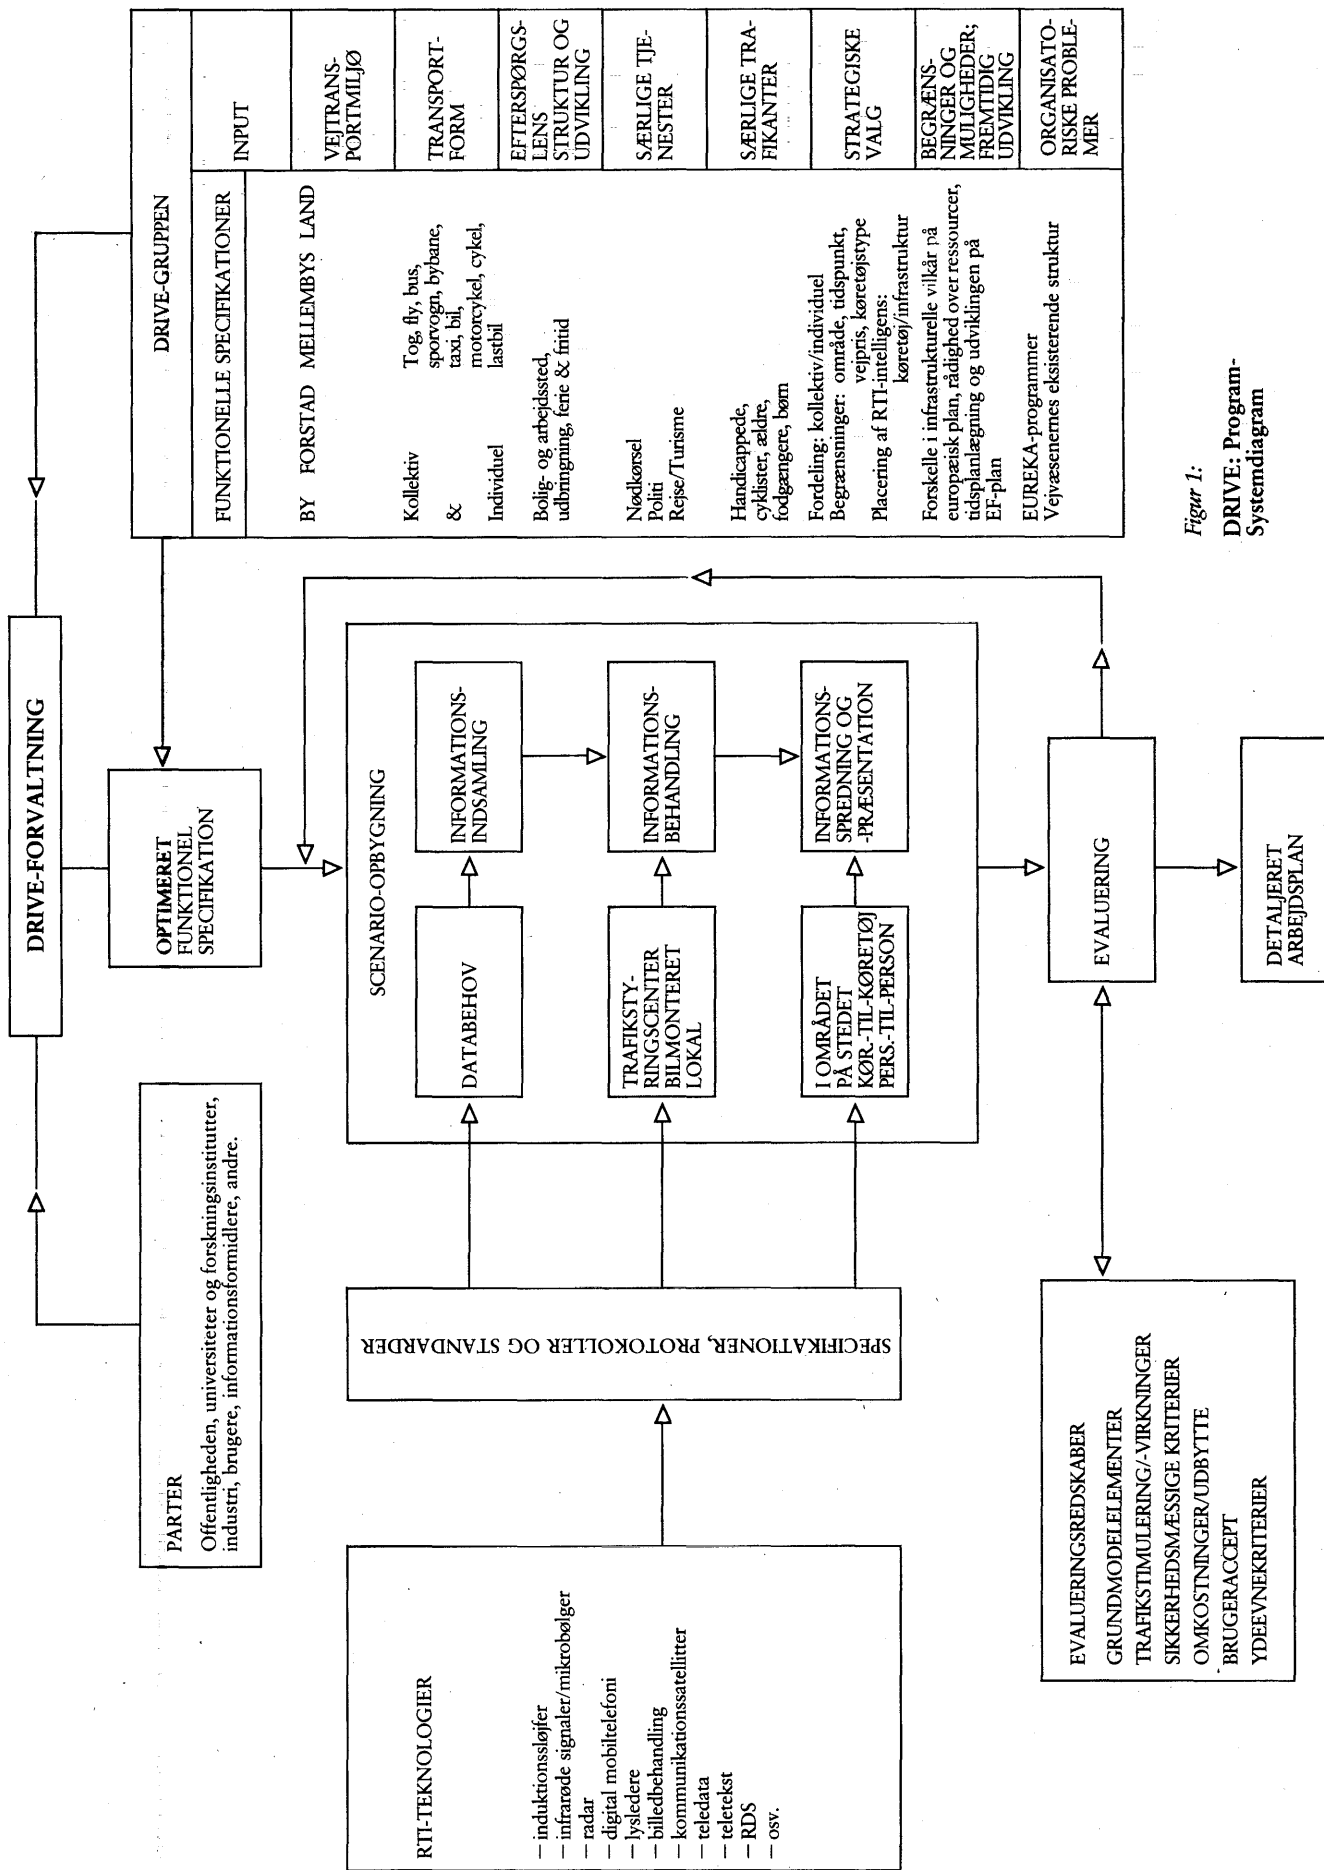 DRIVE-FORVALTNING
PARTER
Offentligheden, universiteter og forskningsinstitutter,
industri, brugere, informationsformidlere, andre.
OPTIMERET
FUNKTIONEL
SPECIFIKATION
DRIVE-GRUPPEN
FUNKTIONELLE SPECIFIKATIONER
INPUT
BY FORSTAD MELLEMBYS LAND
VEJTRANS-
PORTMILJØ
Kollektiv
&
Individuel
Tog, fly, bus,
sporvogn, bybane,
taxi, bil,
motorcykel, cykel,
lastbil
TRANSPORT-
FORM
Bolig- og arbejdssted,
udbringning, ferie & fritid
EFTERSPØRGS-
LENS
STRUKTUR OG
UDVIKLING
Nødkørsel
Politi
Rejse/Turisme
SÆRLIGE TJE-
NESTER
Handicappede,
cyklister, ældre,
fodgængere, børn
SÆRLIGE TRA-
FIKANTER
Fordeling: kollektiv/individuel
Begrænsninger: område, tidspunkt,
vejpris, køretøjstype
Placering af RTI-intelligens:
køretøj/infrastruktur
STRATEGISKE
VALG
Forskelle i infrastrukturelle vilkår på
europæisk plan, rådighed over ressourcer,
tidsplanlægning og udviklingen på
EF-plan
BEGRÆNS-
NINGER OG
MULIGHEDER;
FREMTIDIG
UDVIKLING
EUREKA-programmer
Vejvæsenernes eksisterende struktur
ORGANISATO-
RISKE PROBLE-
MER
RTI-TEKNOLOGIER
– induktionssløjfer
– infrarøde signaler/mikrobølger
– radar
– digital mobiltelefoni
– lysledere
– billedbehandling
– kommunikationssatellitter
– teledata
– teletekst
– RDS
– osv.
SPECIFIKATIONER, PROTOKOLLER OG STANDARDER
SCENARIO-OPBYGNING
DATABEHOV
INFORMATIONS-
INDSAMLING
TRAFIKSTY-
RINGSCENTER
BILMONTERET
LOKAL
INFORMATIONS-
BEHANDLING
I OMRÅDET
PÅ STEDET
KØR.-TIL-KØRETØJ
PERS.-TIL-PERSON
INFORMATIONS-
SPREDNING OG
-PRÆSENTATION
EVALUERINGSREDSKABER
GRUNDMODELELEMENTER
TRAFIKSTIMULERING/-VIRKNINGER
SIKKERHEDSMÆSSIGE KRITERIER
OMKOSTNINGER/UDBYTTE
BRUGERACCEPT
YDEEVNEKRITERIER
EVALUERING
DETALJERET
ARBEJDSPLAN
Figur 1:
DRIVE: Program-
Systemdiagram